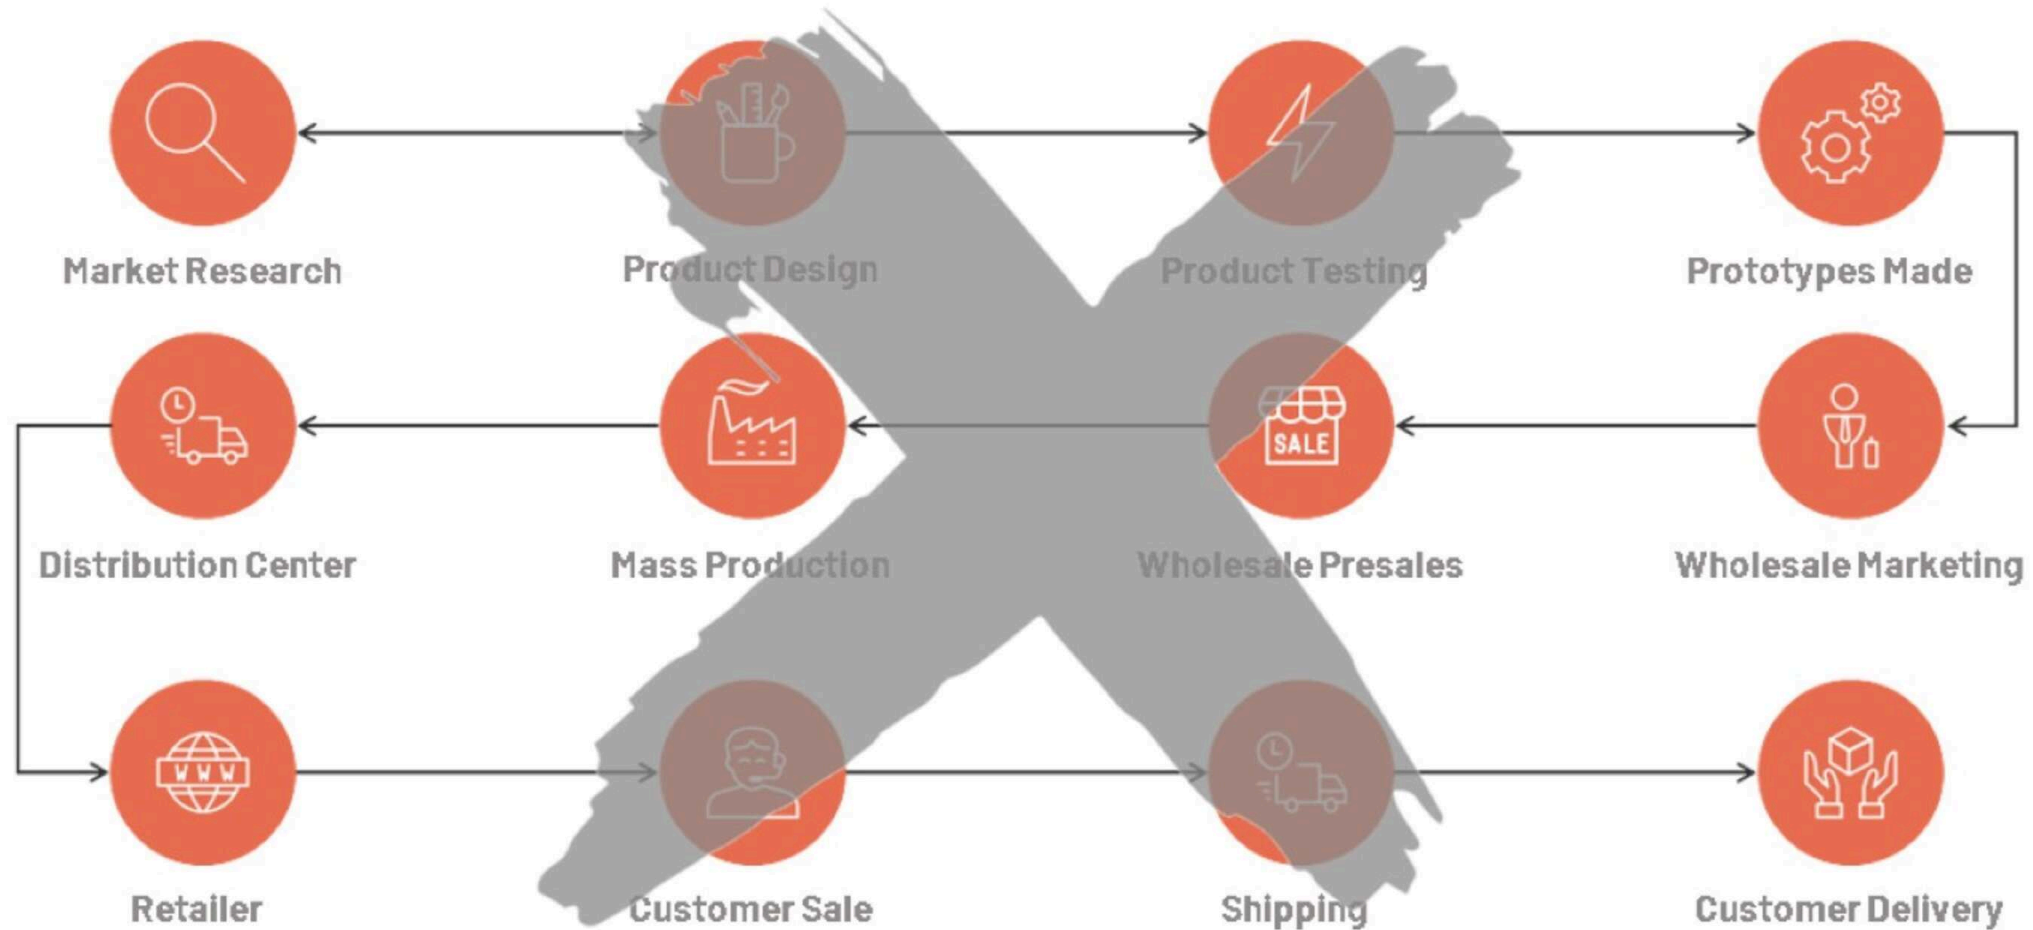 Market Research
Product Design
Product Testing
Prototypes Made
Distribution Center
Mass Production
SALE
Wholesale Presales
Wholesale Marketing
WWW
Retailer
Customer Sale
Shipping
Customer Delivery